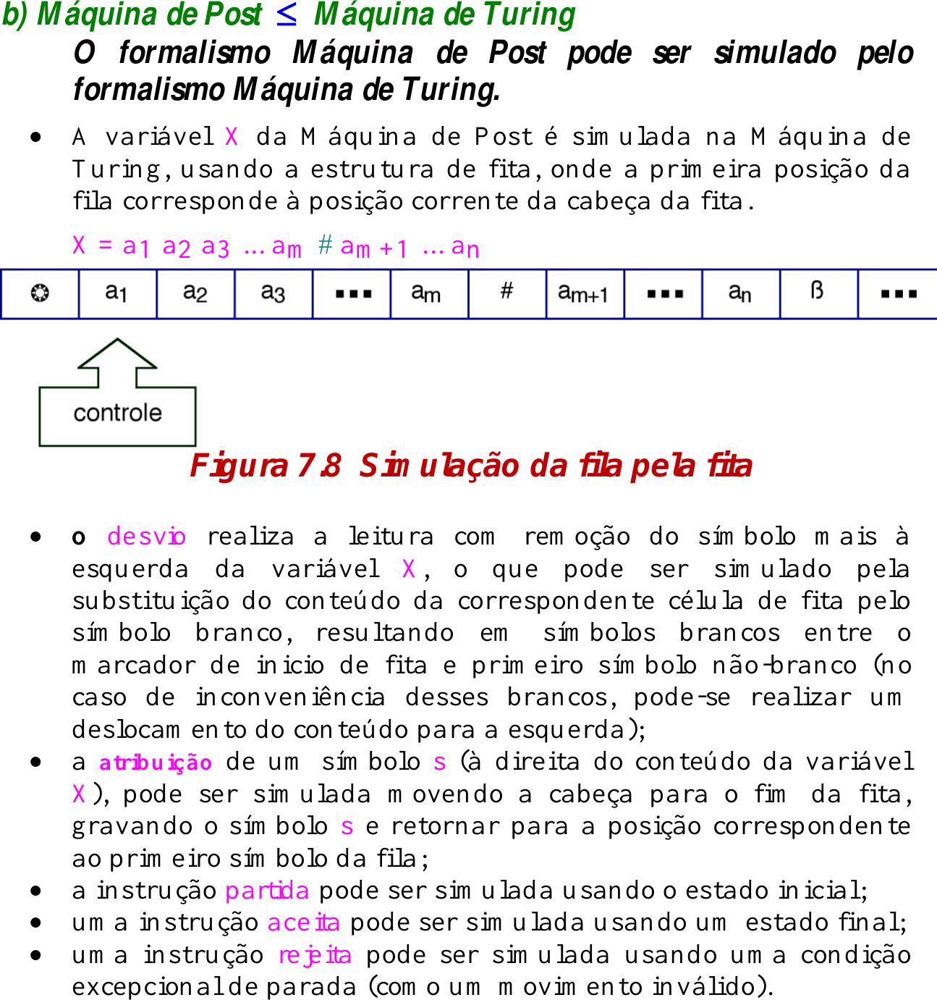 b) Máquina de Post ≤ Máquina de Turing
O formalismo Máquina de Post pode ser simulado pelo
formalismo Máquina de Turing.
• A variável X da Máquina de Post é simulada na Máquina de
Turing, usando a estrutura de fita, onde a primeira posição da
fila corresponde à posição corrente da cabeça da fita.
X = a1 a2 a3 ... am # am+1 ... an
a1 a2 a3 ... am # am+1 ... an ß ...
controle
Figura 7.8 Simulação da fila pela fita
• o desvio realiza a leitura com remoção do símbolo mais à
esquerda da variável X, o que pode ser simulado pela
substituição do conteúdo da correspondente célula de fita pelo
símbolo branco, resultando em símbolos brancos entre o
marcador de inicio de fita e primeiro símbolo não-branco (no
caso de inconveniência desses brancos, pode-se realizar um
deslocamento do conteúdo para a esquerda);
• a atribuição de um símbolo s (à direita do conteúdo da variável
X), pode ser simulada movendo a cabeça para o fim da fita,
gravando o símbolo s e retornar para a posição correspondente
ao primeiro símbolo da fila;
• a instrução partida pode ser simulada usando o estado inicial;
• uma instrução aceita pode ser simulada usando um estado final;
• uma instrução rejeita pode ser simulada usando uma condição
excepcional de parada (como um movimento inválido).